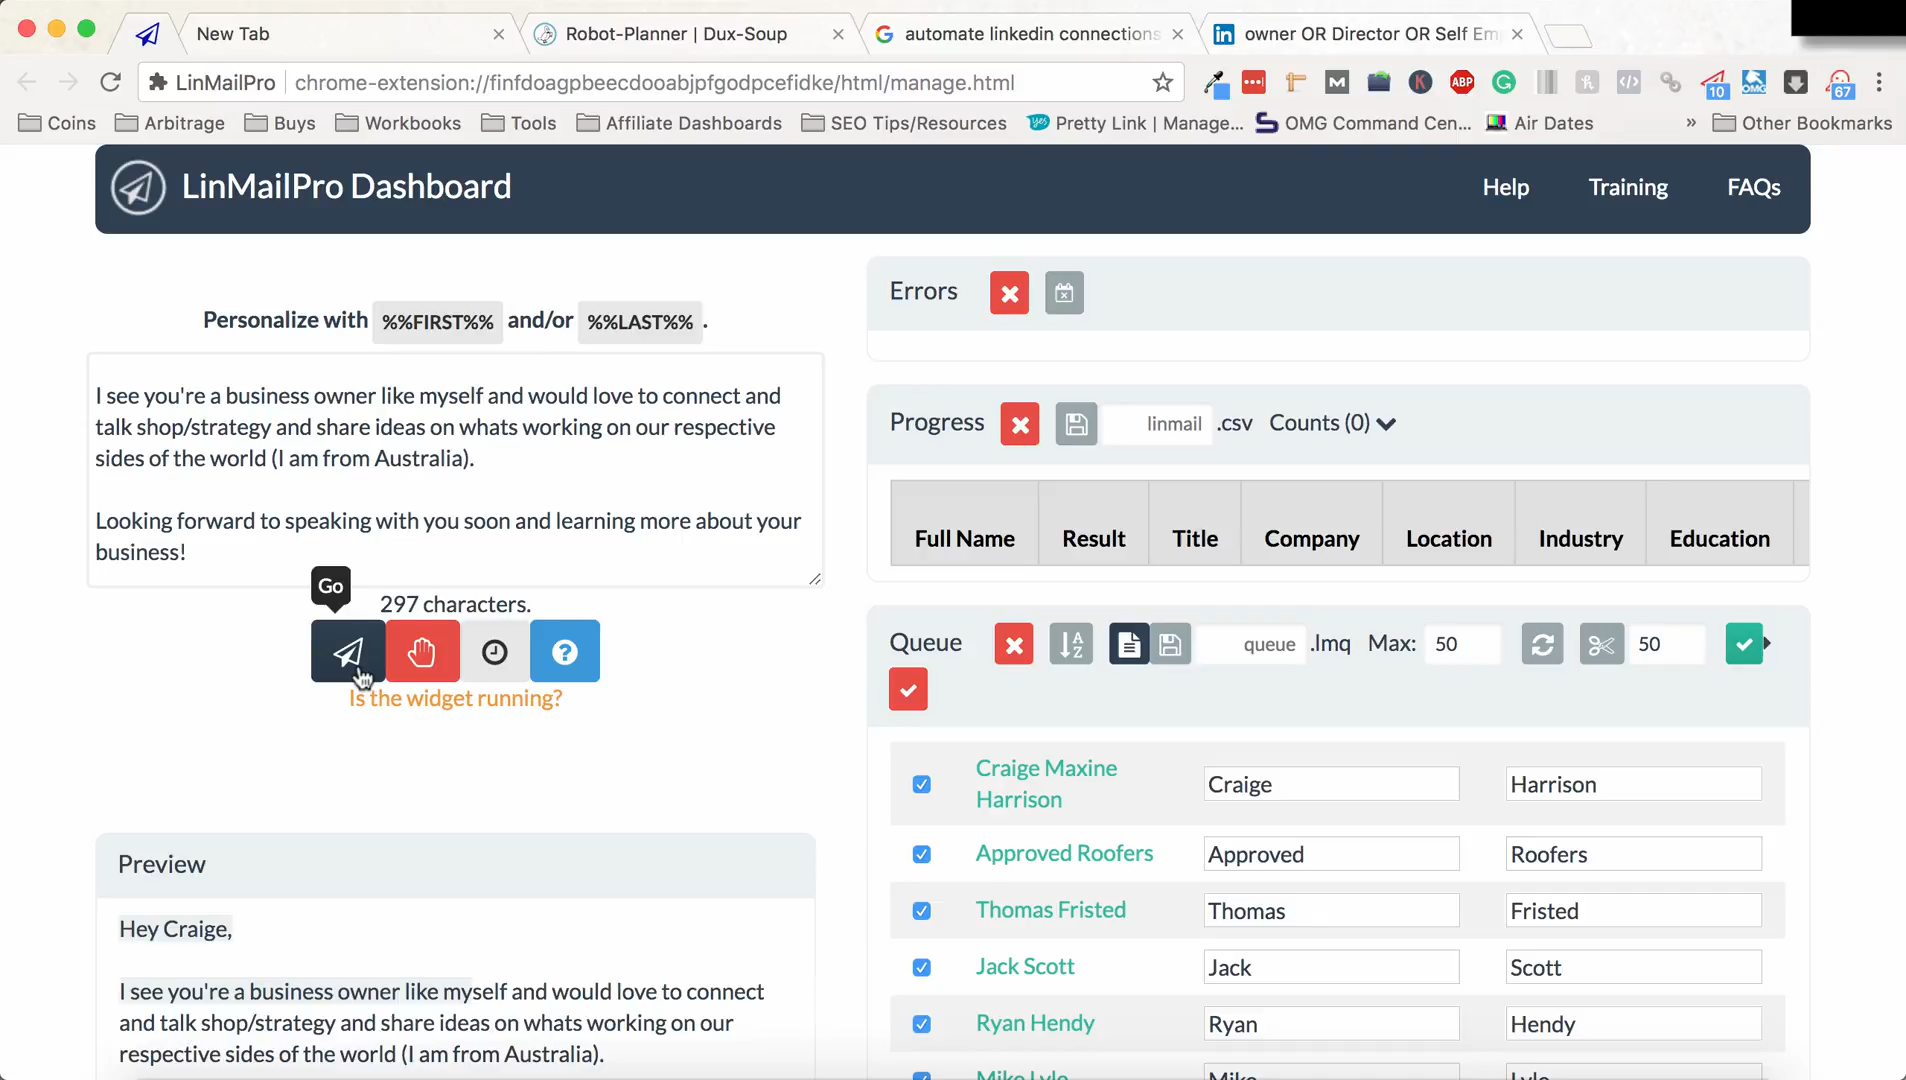 New Tab
Robot-Planner | Dux-Soup
automate linkedin connections
owner OR Director OR Self Em
LinMailPro
chrome-extension://finfdoagpbeecdooabjpfgodpcefidke/html/manage.html
M
K
ABP
G
10
OMG
67
Coins
Arbitrage
Buys
Workbooks
Tools
Affiliate Dashboards
SEO Tips/Resources
yes
Pretty Link | Manage...
OMG Command Cen...
Air Dates
»
Other Bookmarks
LinMailPro Dashboard
Help
Training
FAQs
Personalize with %%FIRST%% and/or %%LAST%% .
I see you're a business owner like myself and would love to connect and
talk shop/strategy and share ideas on whats working on our respective
sides of the world (I am from Australia).
Looking forward to speaking with you soon and learning more about your
business!
Go
297 characters.
Is the widget running?
Preview
Hey Craige,
I see you're a business owner like myself and would love to connect
and talk shop/strategy and share ideas on whats working on our
respective sides of the world (I am from Australia).
Errors
Progress
linmail .csv
Counts (0)
Full Name Result Title Company Location Industry Education
Queue
queue .lmq
Max: 50
50
Craige Maxine
Harrison
Craige
Harrison
Approved Roofers
Approved
Roofers
Thomas Fristed
Thomas
Fristed
Jack Scott
Jack
Scott
Ryan Hendy
Ryan
Hendy
Mike Lyle
Mike
Lyle